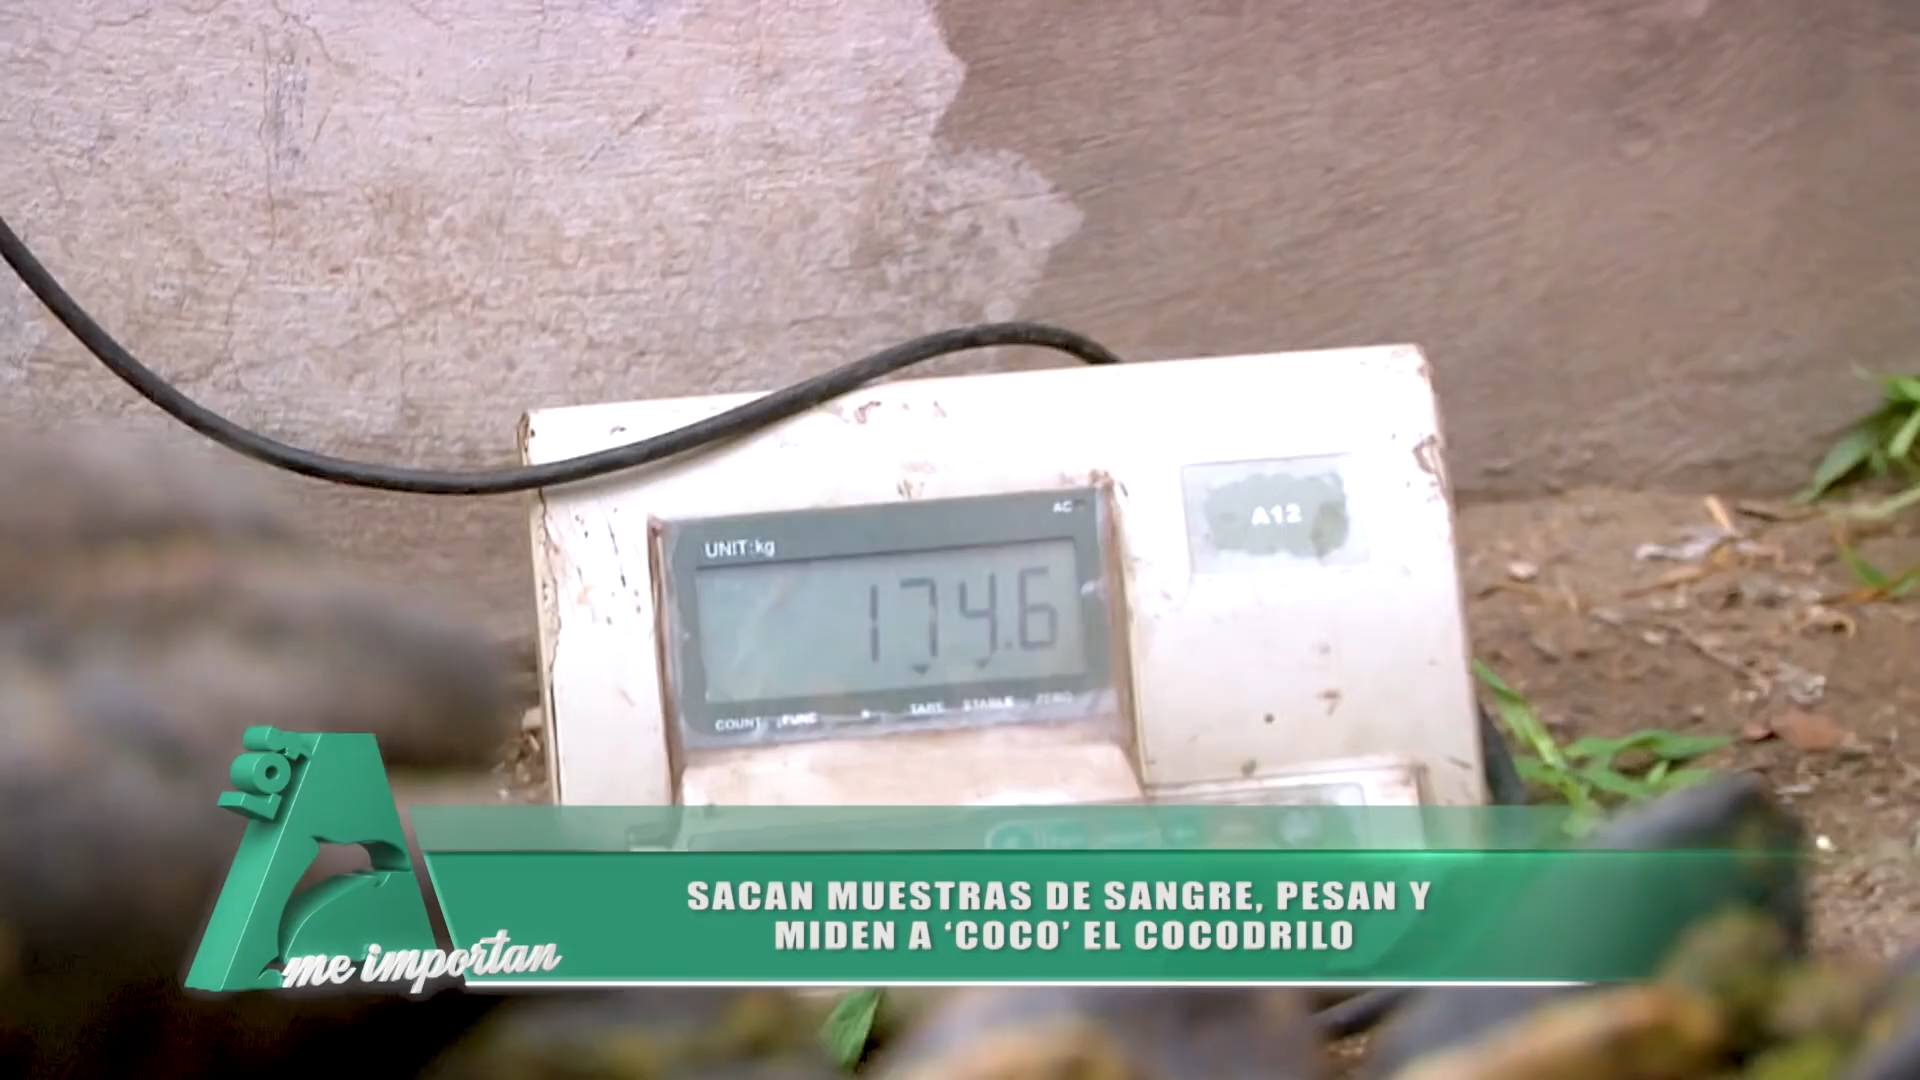 AC
UNIT:kg
A12
174.6
COUNT FUNC TARE STABLE ZERO
los A
me importan
SACAN MUESTRAS DE SANGRE, PESAN Y
MIDEN A ‘COCO’ EL COCODRILO